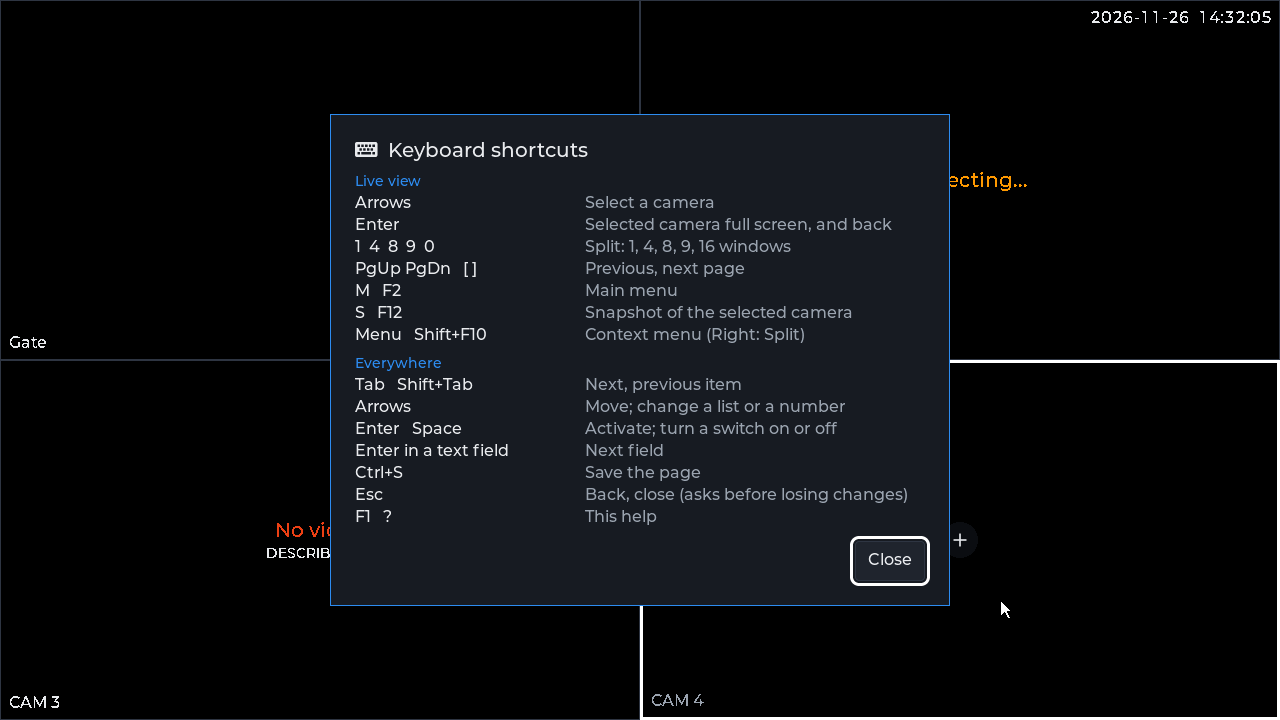 2026-11-26 14:32:05
Keyboard shortcuts
Live view
Arrows Select a camera
Enter Selected camera full screen, and back
1 4 8 9 0 Split: 1, 4, 8, 9, 16 windows
PgUp PgDn [ ] Previous, next page
M F2 Main menu
S F12 Snapshot of the selected camera
Menu Shift+F10 Context menu (Right: Split)
Everywhere
Tab Shift+Tab Next, previous item
Arrows Move; change a list or a number
Enter Space Activate; turn a switch on or off
Enter in a text field Next field
Ctrl+S Save the page
Esc Back, close (asks before losing changes)
F1 ? This help
Close
ecting...
Gate
No
DESCRIB
+
CAM 3
CAM 4